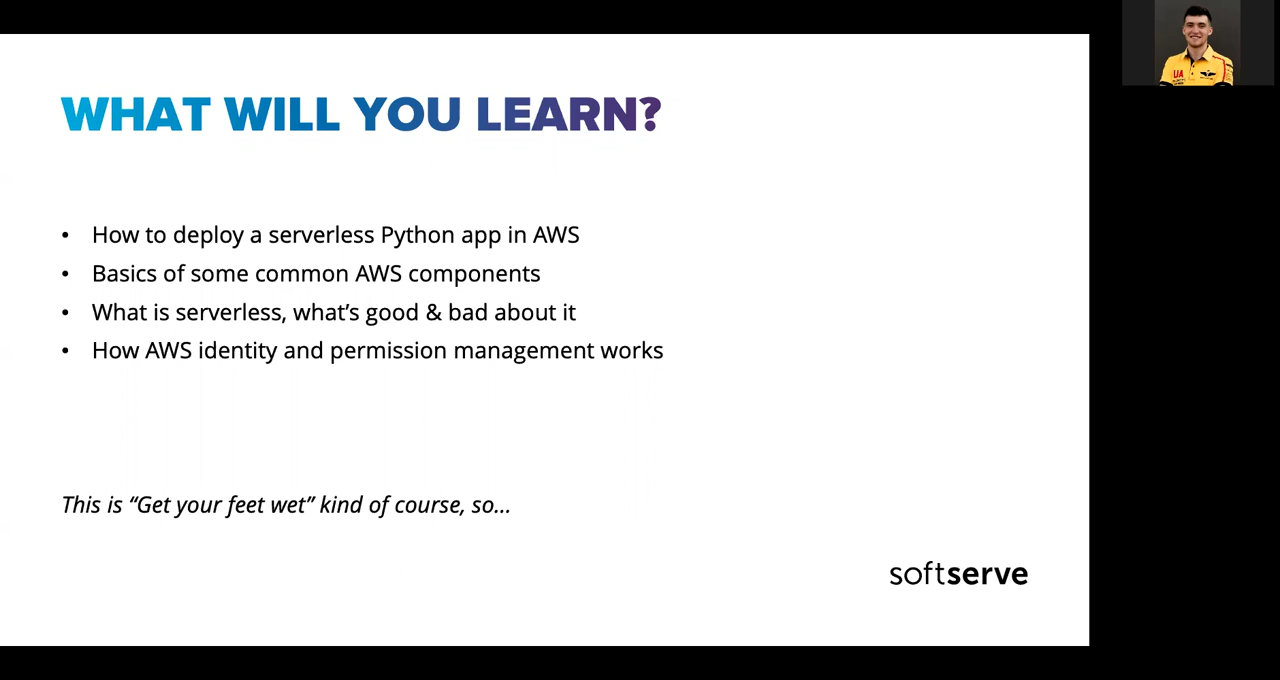 WHAT WILL YOU LEARN?
• How to deploy a serverless Python app in AWS
• Basics of some common AWS components
• What is serverless, what’s good & bad about it
• How AWS identity and permission management works
This is “Get your feet wet” kind of course, so...
softserve
UA